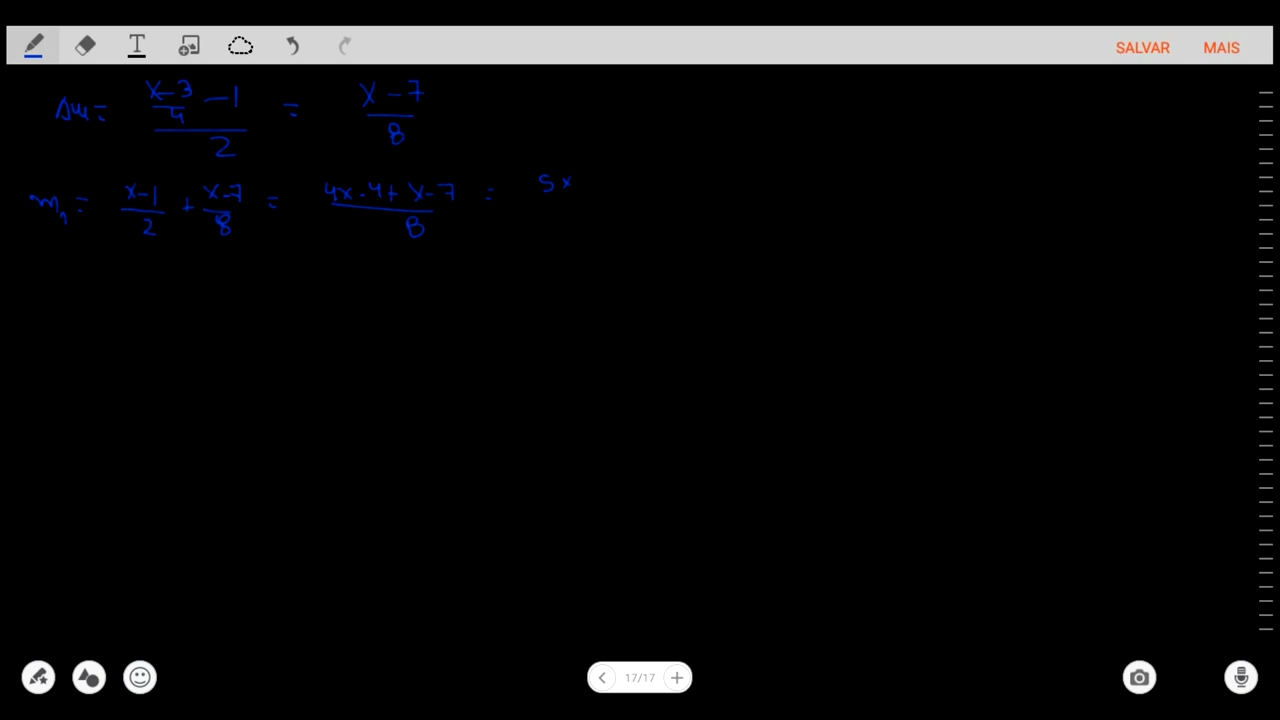 SALVAR MAIS
Δm = ((x-3)/4 - 1)/2 = (x-7)/8
m₁ = (x-1)/2 + (x-7)/8 = (4x-4+x-7)/8 = 5x
17/17